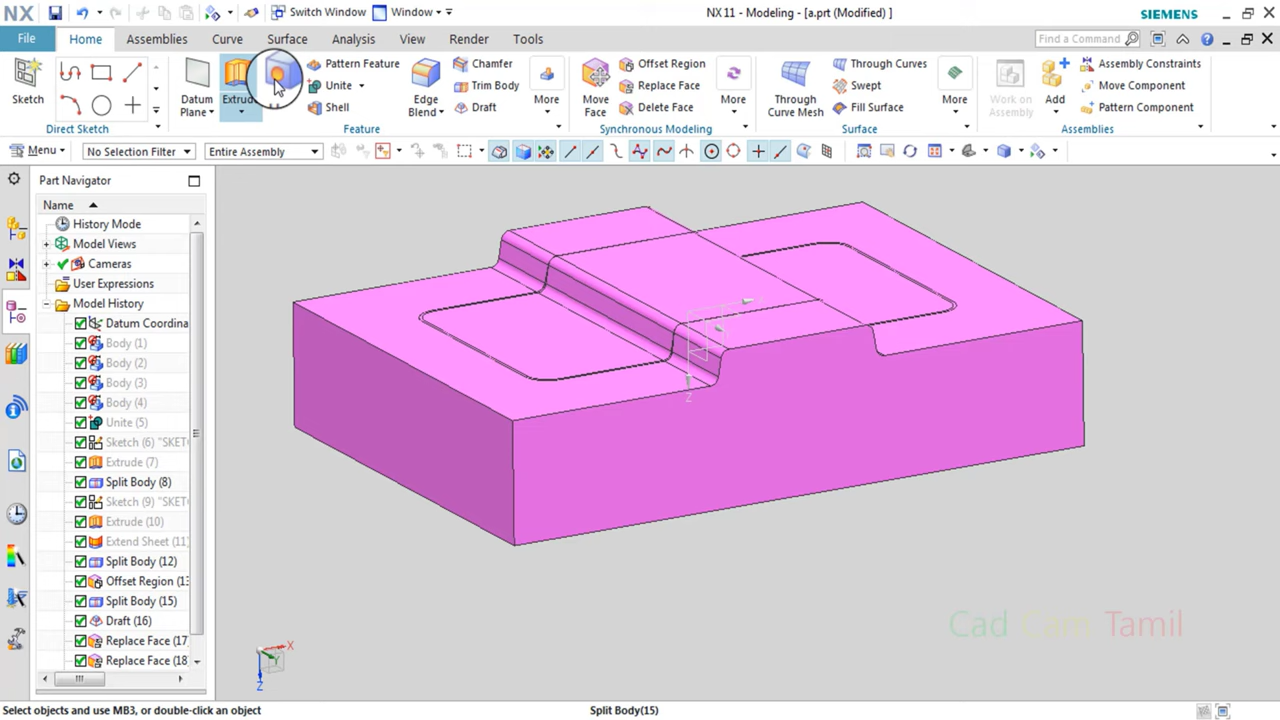 NX
Switch Window
Window
NX 11 - Modeling - [a.prt (Modified) ]
SIEMENS
File
Home
Assemblies
Curve
Surface
Analysis
View
Render
Tools
Find a Command
Sketch
Direct Sketch
Datum
Plane
Extrude
Pattern Feature
Unite
Shell
Edge
Blend
Chamfer
Trim Body
Draft
More
Feature
Move
Face
Offset Region
Replace Face
Delete Face
More
Synchronous Modeling
Through
Curve Mesh
Through Curves
Swept
Fill Surface
More
Surface
Work on
Assembly
Add
Assembly Constraints
Move Component
Pattern Component
Assemblies
Menu
No Selection Filter
Entire Assembly
Part Navigator
Name
History Mode
Model Views
Cameras
User Expressions
Model History
Datum Coordina
Body (1)
Body (2)
Body (3)
Body (4)
Unite (5)
Sketch (6) "SKET
Extrude (7)
Split Body (8)
Sketch (9) "SKET
Extrude (10)
Extend Sheet (11)
Split Body (12)
Offset Region (13
Split Body (15)
Draft (16)
Replace Face (17
Replace Face (18)
Z
X
Y
Z
Cad Cam Tamil
Select objects and use MB3, or double-click an object
Split Body(15)